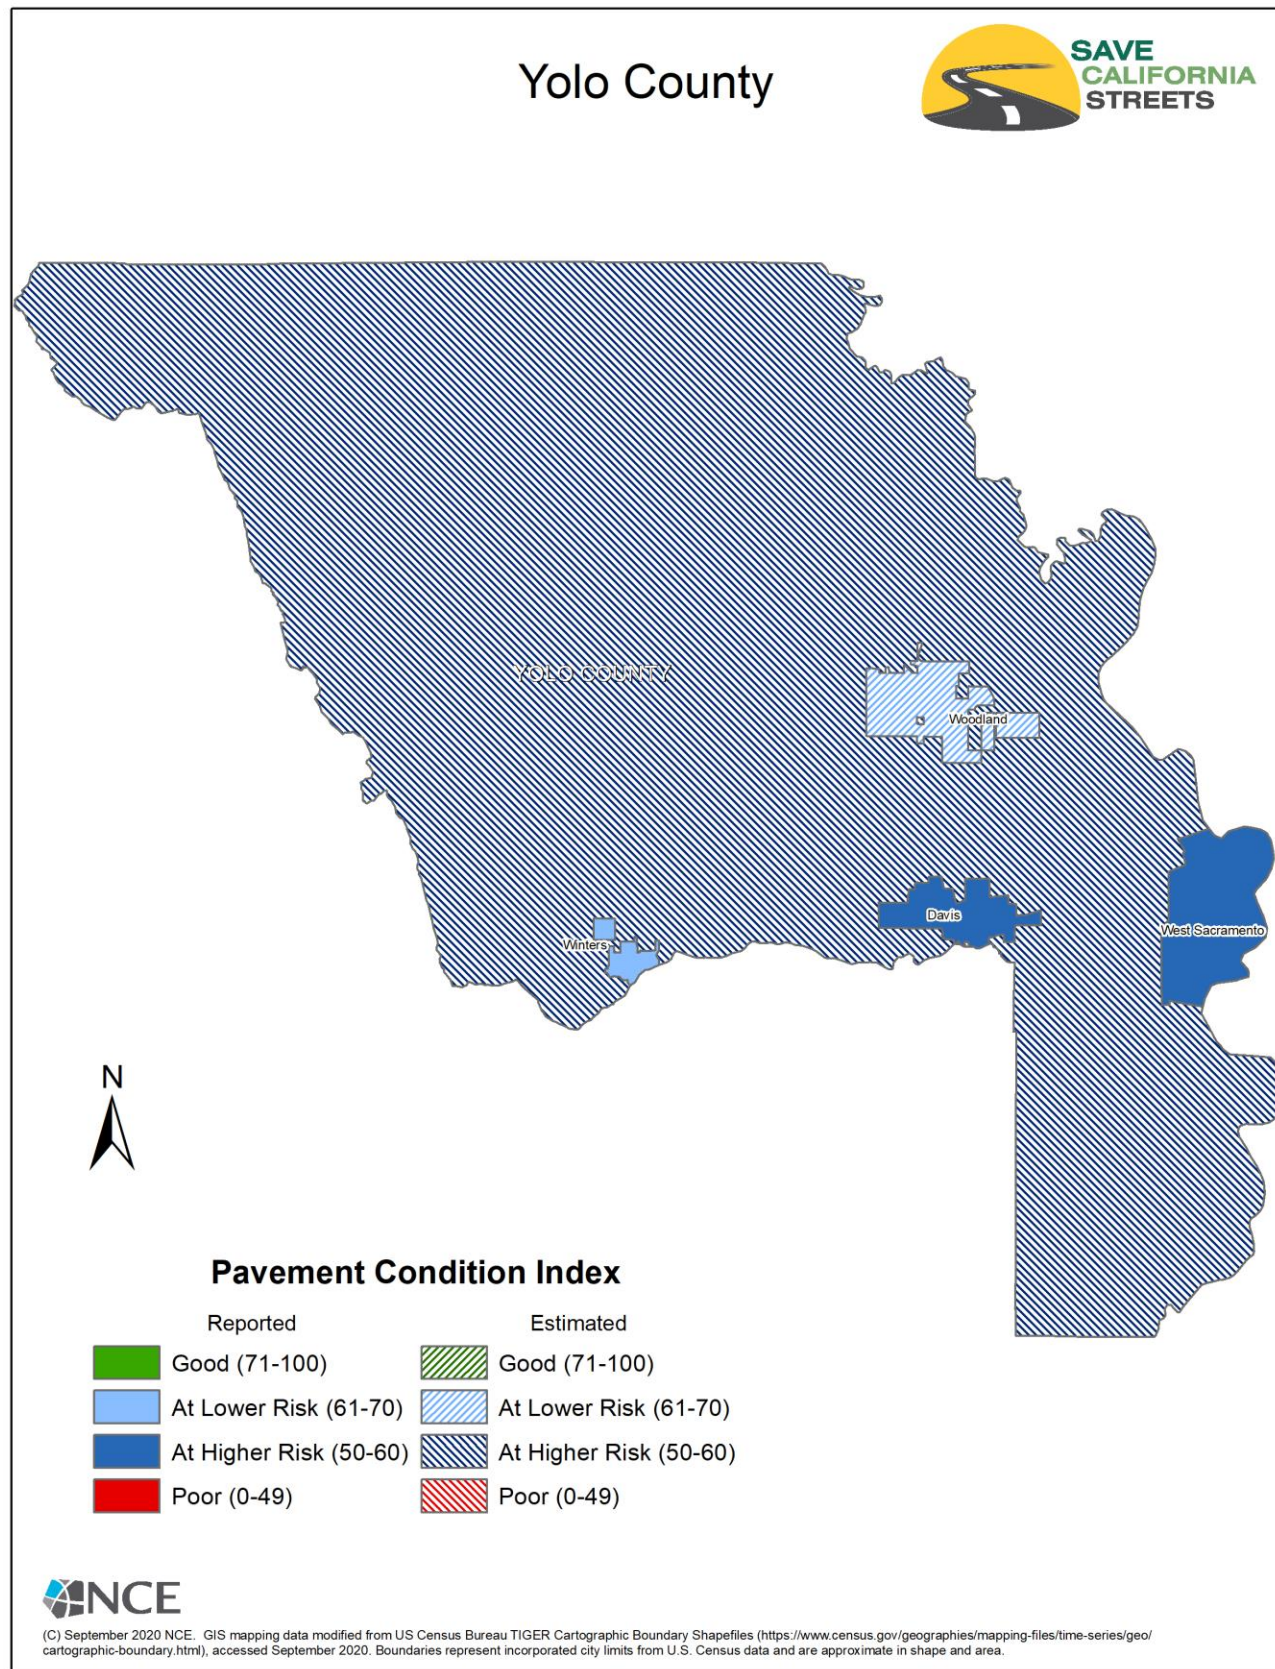 Yolo County
SAVE
CALIFORNIA
STREETS
YOLO COUNTY
Woodland
Davis
West Sacramento
Winters
N
Pavement Condition Index
Reported
Estimated
Good (71-100)
Good (71-100)
At Lower Risk (61-70)
At Lower Risk (61-70)
At Higher Risk (50-60)
At Higher Risk (50-60)
Poor (0-49)
Poor (0-49)
NCE
(C) September 2020 NCE. GIS mapping data modified from US Census Bureau TIGER Cartographic Boundary Shapefiles (https://www.census.gov/geographies/mapping-files/time-series/geo/
cartographic-boundary.html), accessed September 2020. Boundaries represent incorporated city limits from U.S. Census data and are approximate in shape and area.